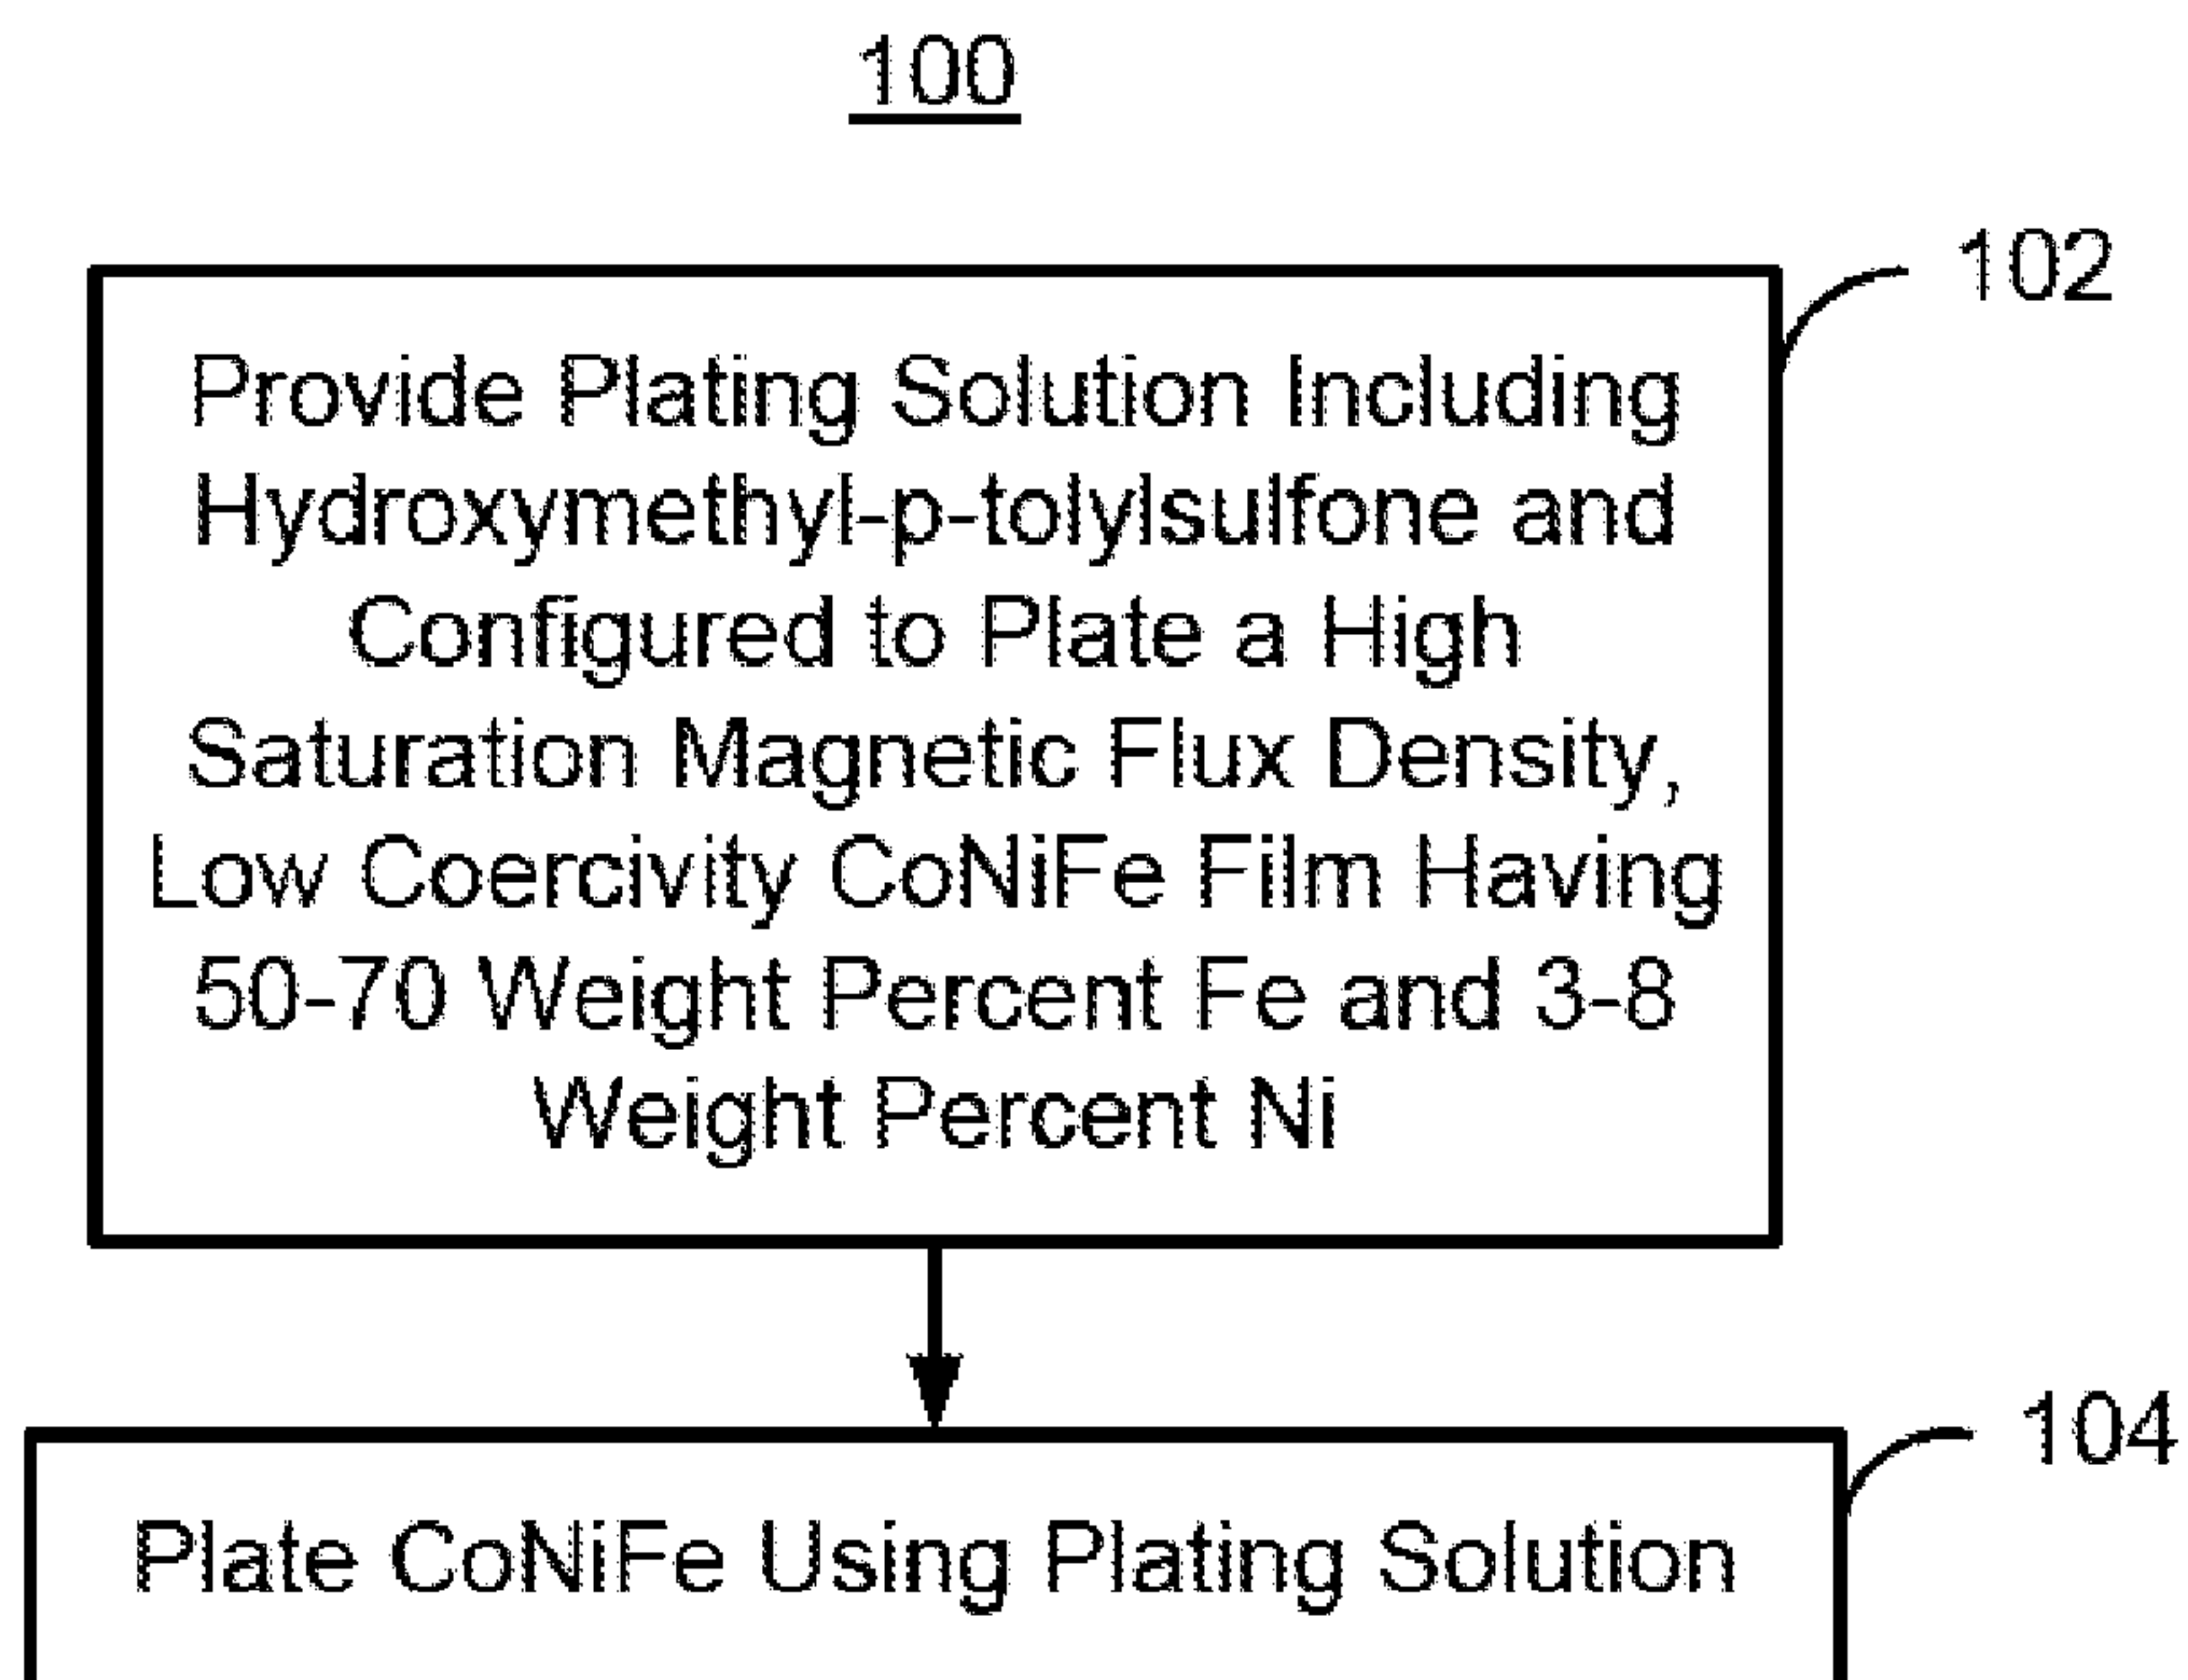 100
102
Provide Plating Solution Including
Hydroxymethyl-p-tolylsulfone and
Configured to Plate a High
Saturation Magnetic Flux Density,
Low Coercivity CoNiFe Film Having
50-70 Weight Percent Fe and 3-8
Weight Percent Ni
104
Plate CoNiFe Using Plating Solution